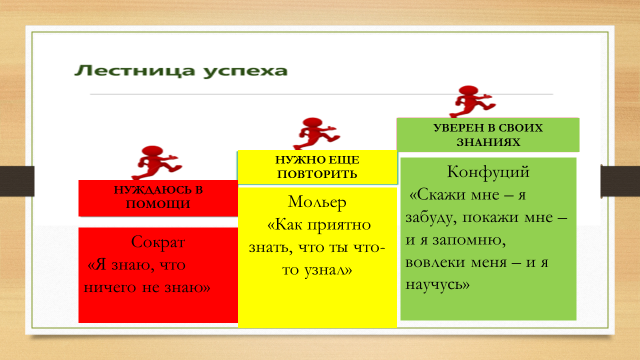 Лестница успеха
НУЖДАЮСЬ В
ПОМОЩИ
Сократ
«Я знаю, что
ничего не знаю»
НУЖНО ЕЩЕ
ПОВТОРИТЬ
Мольер
«Как приятно
знать, что ты что-
то узнал»
УВЕРЕН В СВОИХ
ЗНАНИЯХ
Конфуций
«Скажи мне – я
забуду, покажи мне –
и я запомню,
вовлеки меня – и я
научусь»